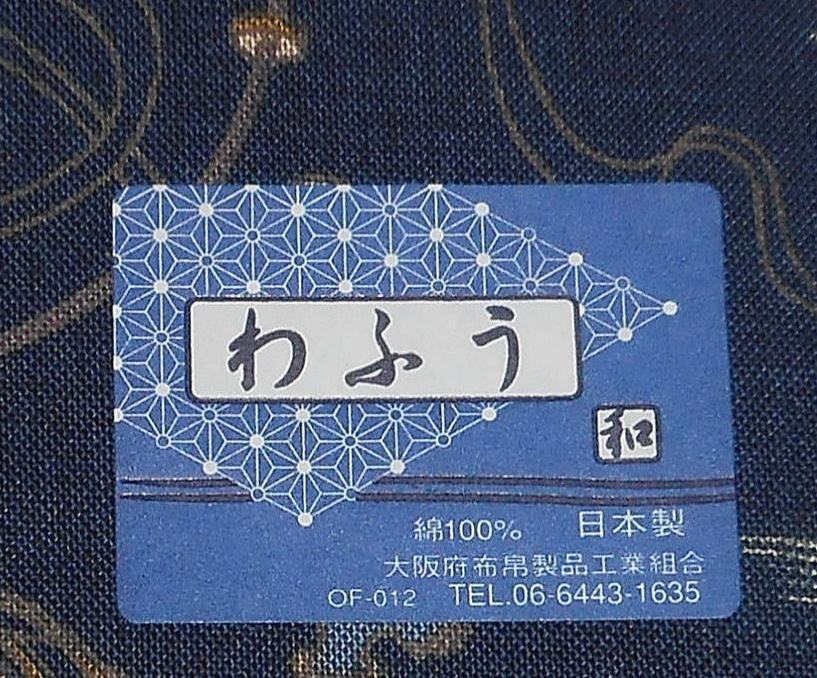 わふう
和
綿100% 日本製
大阪府布帛製品工業組合
OF-012 TEL.06-6443-1635